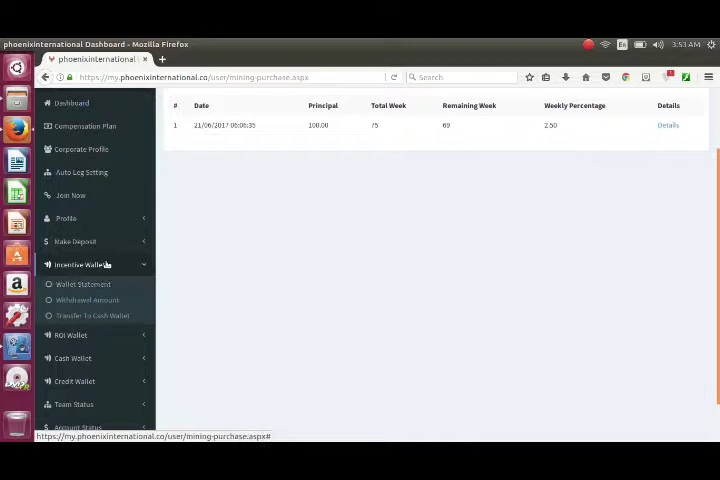 phoenixinternational Dashboard - Mozilla Firefox
En
3:53 AM
phoenixinternational Dashboard
https://my.phoenixinternational.co/user/mining-purchase.aspx
Search
Dashboard
Compensation Plan
Corporate Profile
Auto Leg Setting
Join Now
Profile
Make Deposit
Incentive Wallet
Wallet Statement
Withdrawal Amount
Transfer To Cash Wallet
ROI Wallet
Cash Wallet
Credit Wallet
Team Status
Account Status
# Date Principal Total Week Remaining Week Weekly Percentage Details
1 21/06/2017 06:06:35 100.00 75 69 2.50 Details
https://my.phoenixinternational.co/user/mining-purchase.aspx#